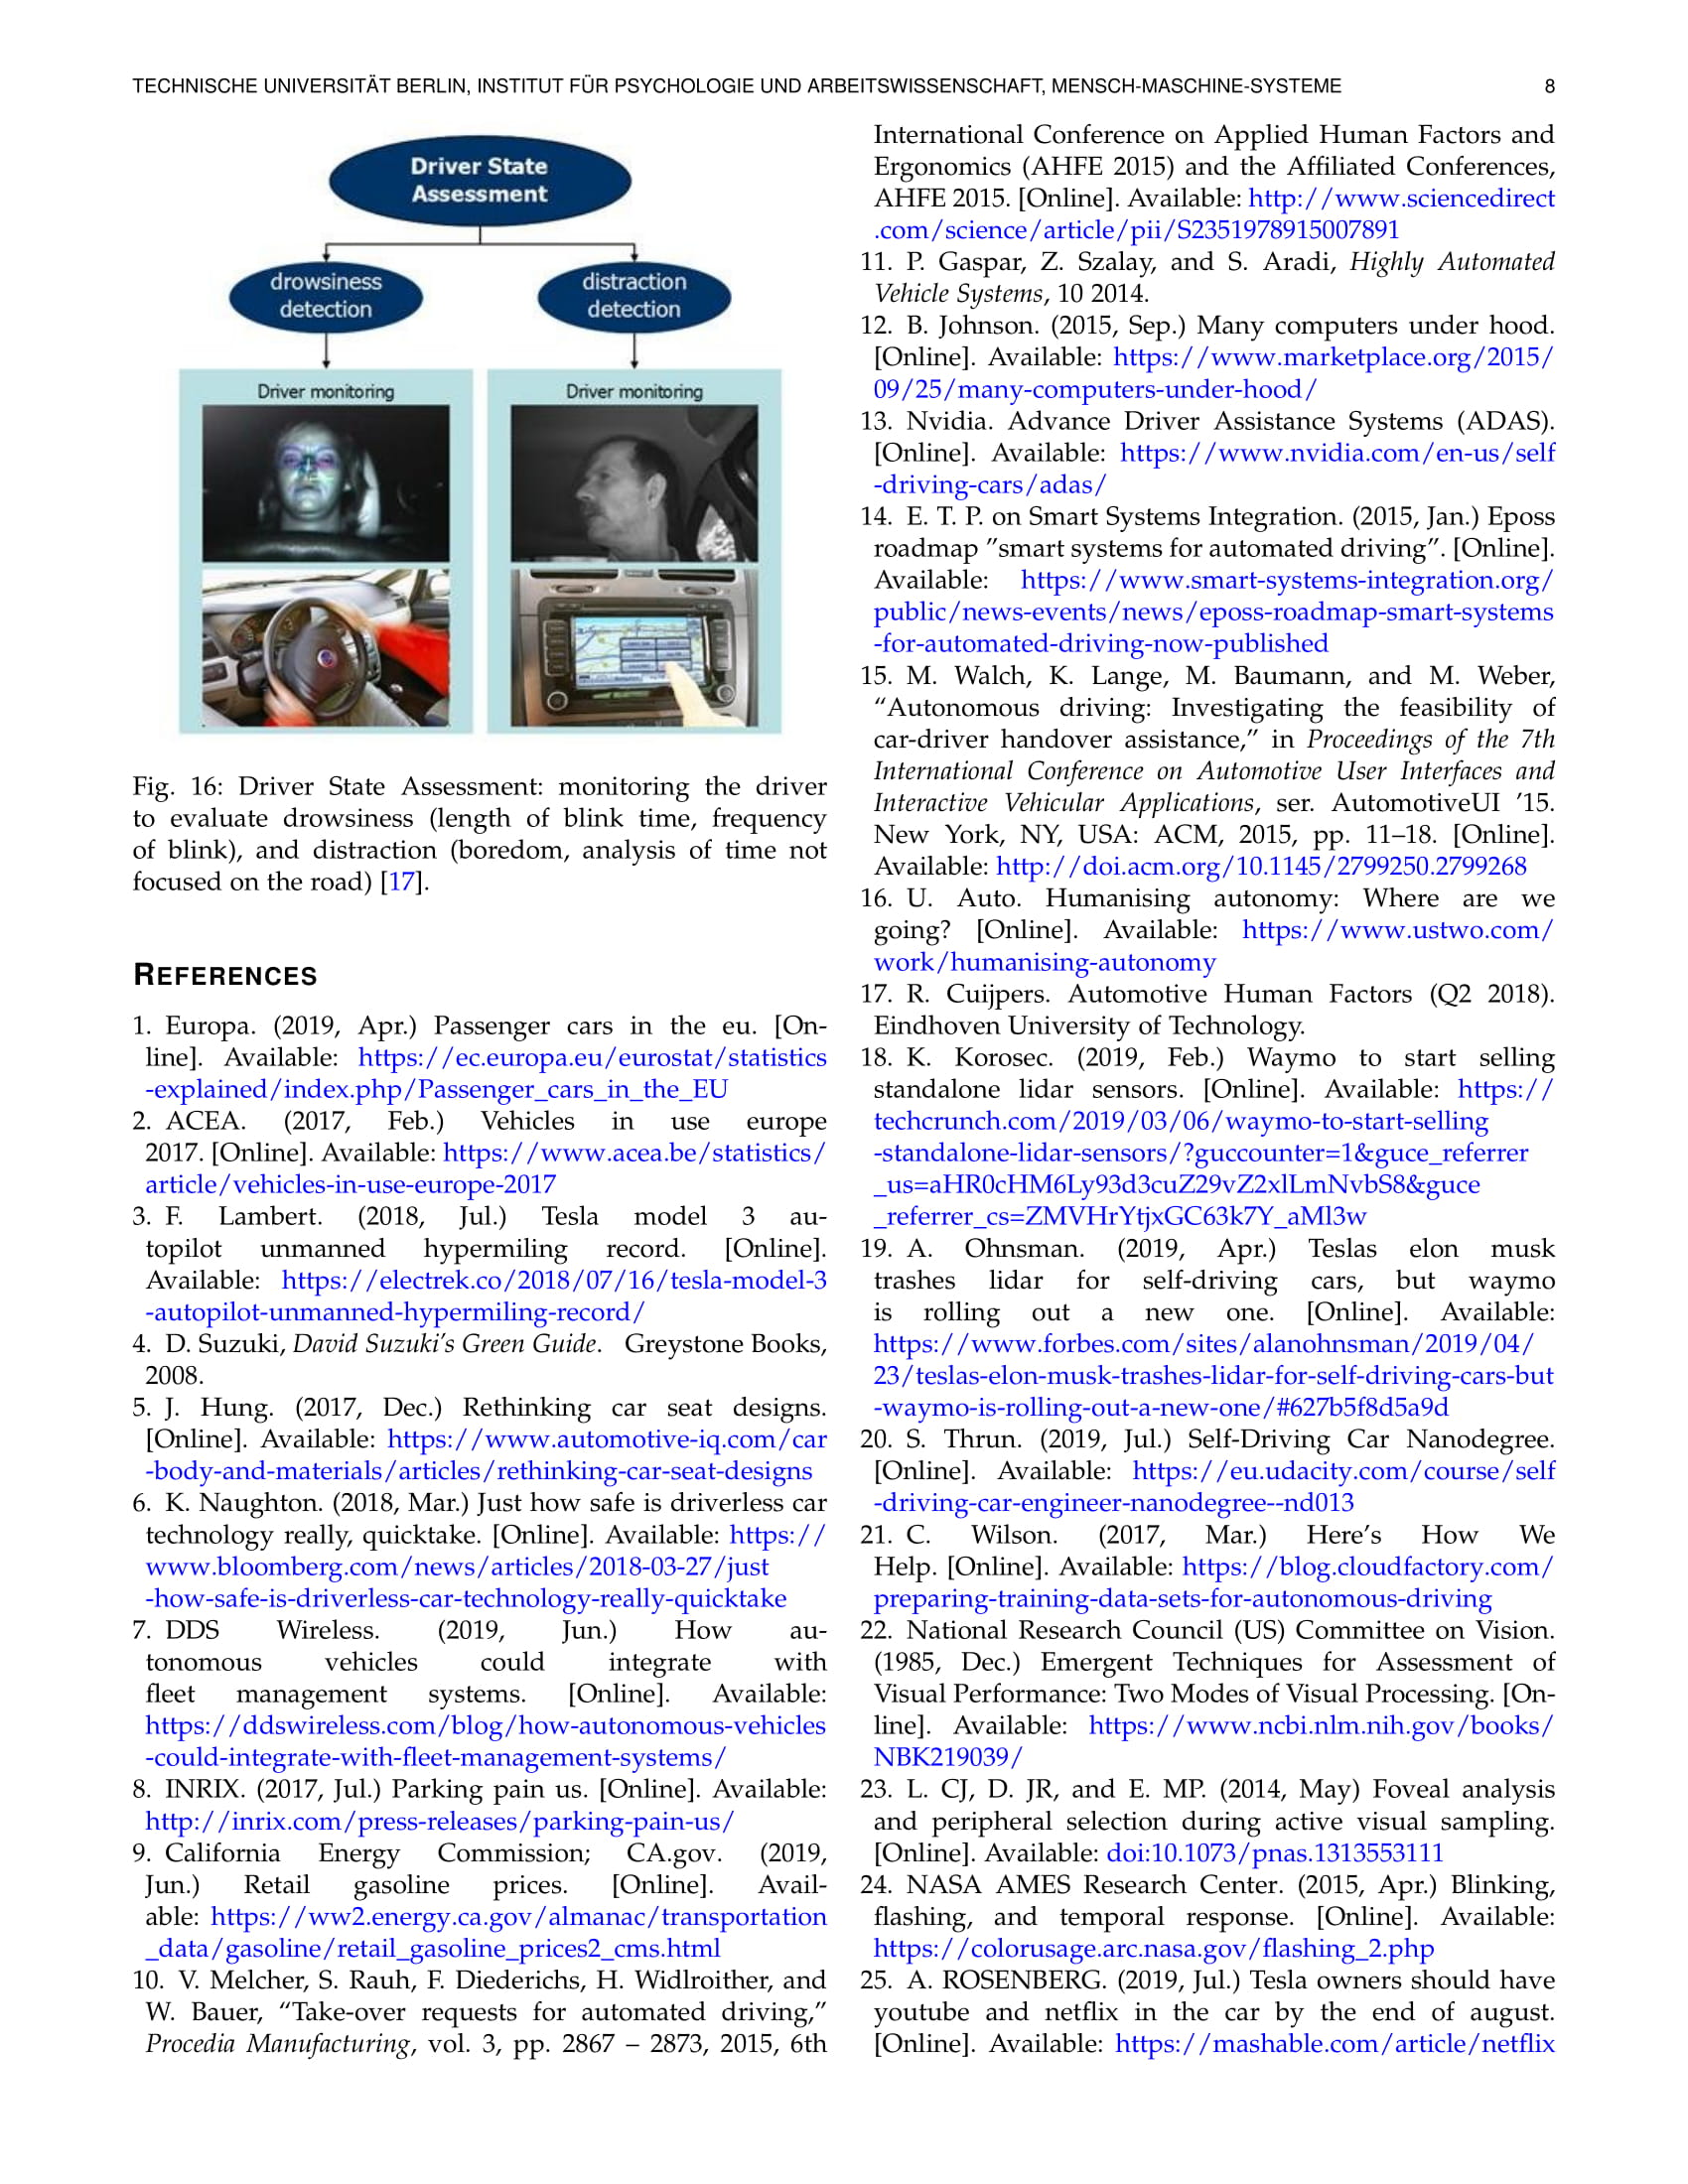 TECHNISCHE UNIVERSITÄT BERLIN, INSTITUT FÜR PSYCHOLOGIE UND ARBEITSWISSENSCHAFT, MENSCH-MASCHINE-SYSTEME 8
Driver State
Assessment
drowsiness
detection
distraction
detection
Driver monitoring
Driver monitoring
Fig. 16: Driver State Assessment: monitoring the driver
to evaluate drowsiness (length of blink time, frequency
of blink), and distraction (boredom, analysis of time not
focused on the road) [17].
REFERENCES
1. Europa. (2019, Apr.) Passenger cars in the eu. [On-
line]. Available: https://ec.europa.eu/eurostat/statistics
-explained/index.php/Passenger_cars_in_the_EU
2. ACEA. (2017, Feb.) Vehicles in use europe
2017. [Online]. Available: https://www.acea.be/statistics/
article/vehicles-in-use-europe-2017
3. F. Lambert. (2018, Jul.) Tesla model 3 au-
topilot unmanned hypermiling record. [Online].
Available: https://electrek.co/2018/07/16/tesla-model-3
-autopilot-unmanned-hypermiling-record/
4. D. Suzuki, David Suzuki's Green Guide. Greystone Books,
2008.
5. J. Hung. (2017, Dec.) Rethinking car seat designs.
[Online]. Available: https://www.automotive-iq.com/car
-body-and-materials/articles/rethinking-car-seat-designs
6. K. Naughton. (2018, Mar.) Just how safe is driverless car
technology really, quicktake. [Online]. Available: https://
www.bloomberg.com/news/articles/2018-03-27/just
-how-safe-is-driverless-car-technology-really-quicktake
7. DDS Wireless. (2019, Jun.) How au-
tonomous vehicles could integrate with
fleet management systems. [Online]. Available:
https://ddswireless.com/blog/how-autonomous-vehicles
-could-integrate-with-fleet-management-systems/
8. INRIX. (2017, Jul.) Parking pain us. [Online]. Available:
http://inrix.com/press-releases/parking-pain-us/
9. California Energy Commission; CA.gov. (2019,
Jun.) Retail gasoline prices. [Online]. Avail-
able: https://ww2.energy.ca.gov/almanac/transportation
_data/gasoline/retail_gasoline_prices2_cms.html
10. V. Melcher, S. Rauh, F. Diederichs, H. Widlroither, and
W. Bauer, “Take-over requests for automated driving,”
Procedia Manufacturing, vol. 3, pp. 2867 – 2873, 2015, 6th
International Conference on Applied Human Factors and
Ergonomics (AHFE 2015) and the Affiliated Conferences,
AHFE 2015. [Online]. Available: http://www.sciencedirect
.com/science/article/pii/S2351978915007891
11. P. Gaspar, Z. Szalay, and S. Aradi, Highly Automated
Vehicle Systems, 10 2014.
12. B. Johnson. (2015, Sep.) Many computers under hood.
[Online]. Available: https://www.marketplace.org/2015/
09/25/many-computers-under-hood/
13. Nvidia. Advance Driver Assistance Systems (ADAS).
[Online]. Available: https://www.nvidia.com/en-us/self
-driving-cars/adas/
14. E. T. P. on Smart Systems Integration. (2015, Jan.) Eposs
roadmap ”smart systems for automated driving”. [Online].
Available: https://www.smart-systems-integration.org/
public/news-events/news/eposs-roadmap-smart-systems
-for-automated-driving-now-published
15. M. Walch, K. Lange, M. Baumann, and M. Weber,
“Autonomous driving: Investigating the feasibility of
car-driver handover assistance,” in Proceedings of the 7th
International Conference on Automotive User Interfaces and
Interactive Vehicular Applications, ser. AutomotiveUI ’15.
New York, NY, USA: ACM, 2015, pp. 11–18. [Online].
Available: http://doi.acm.org/10.1145/2799250.2799268
16. U. Auto. Humanising autonomy: Where are we
going? [Online]. Available: https://www.ustwo.com/
work/humanising-autonomy
17. R. Cuijpers. Automotive Human Factors (Q2 2018).
Eindhoven University of Technology.
18. K. Korosec. (2019, Feb.) Waymo to start selling
standalone lidar sensors. [Online]. Available: https://
techcrunch.com/2019/03/06/waymo-to-start-selling
-standalone-lidar-sensors/?guccounter=1&guce_referrer
_us=aHR0cHM6Ly93d3cuZ29vZ2xlLmNvbS8&guce
_referrer_cs=ZMVHrYtjxGC63k7Y_aMl3w
19. A. Ohnsman. (2019, Apr.) Teslas elon musk
trashes lidar for self-driving cars, but waymo
is rolling out a new one. [Online]. Available:
https://www.forbes.com/sites/alanohnsman/2019/04/
23/teslas-elon-musk-trashes-lidar-for-self-driving-cars-but
-waymo-is-rolling-out-a-new-one/#627b5f8d5a9d
20. S. Thrun. (2019, Jul.) Self-Driving Car Nanodegree.
[Online]. Available: https://eu.udacity.com/course/self
-driving-car-engineer-nanodegree--nd013
21. C. Wilson. (2017, Mar.) Here's How We
Help. [Online]. Available: https://blog.cloudfactory.com/
preparing-training-data-sets-for-autonomous-driving
22. National Research Council (US) Committee on Vision.
(1985, Dec.) Emergent Techniques for Assessment of
Visual Performance: Two Modes of Visual Processing. [On-
line]. Available: https://www.ncbi.nlm.nih.gov/books/
NBK219039/
23. L. CJ, D. JR, and E. MP. (2014, May) Foveal analysis
and peripheral selection during active visual sampling.
[Online]. Available: doi:10.1073/pnas.1313553111
24. NASA AMES Research Center. (2015, Apr.) Blinking,
flashing, and temporal response. [Online]. Available:
https://colorusage.arc.nasa.gov/flashing_2.php
25. A. ROSENBERG. (2019, Jul.) Tesla owners should have
youtube and netflix in the car by the end of august.
[Online]. Available: https://mashable.com/article/netflix